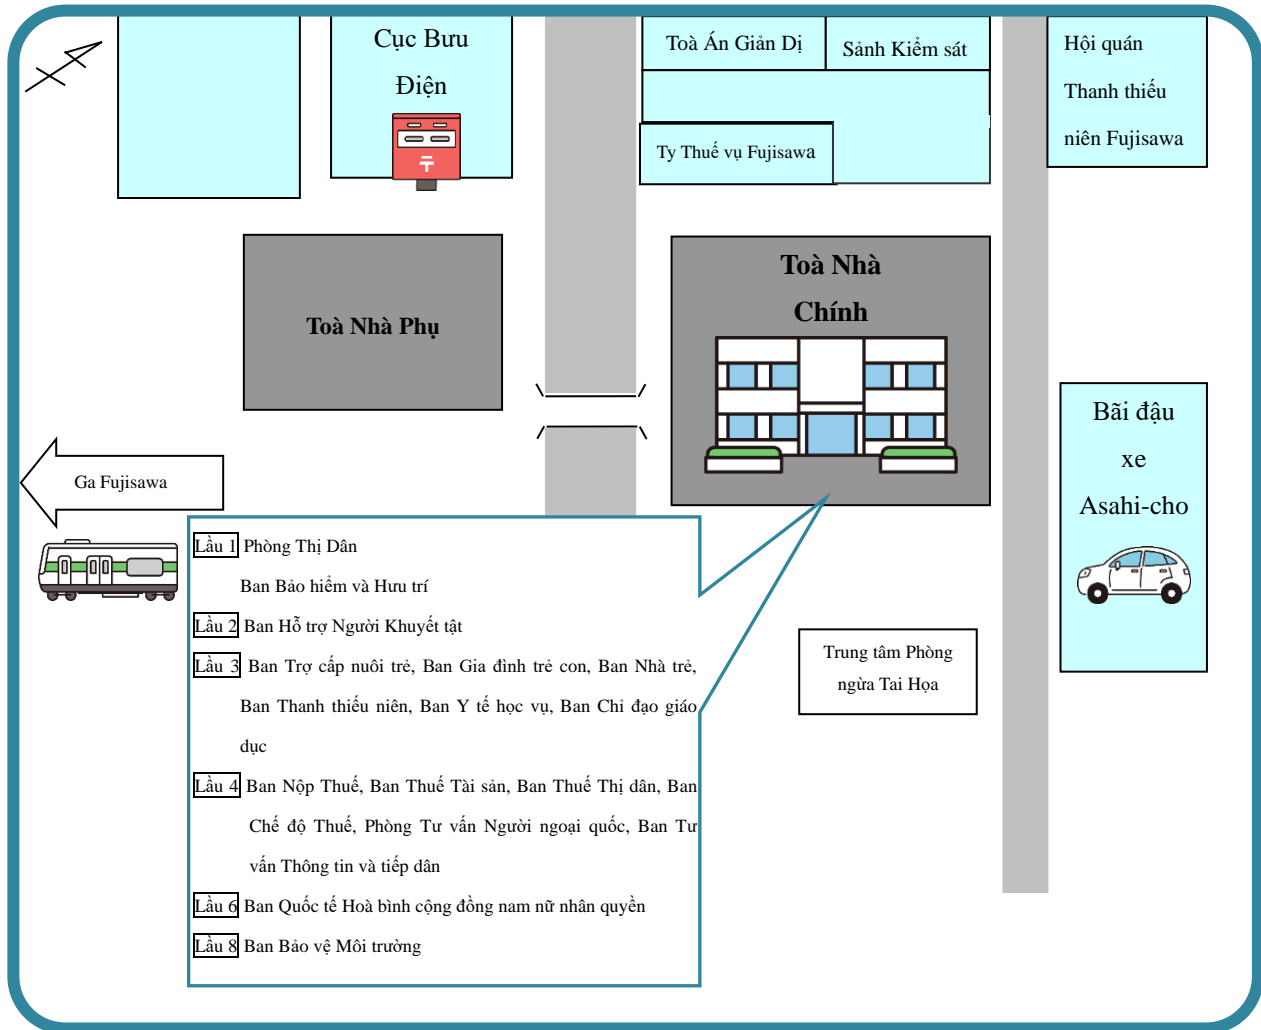 Cục Bưu
Điện
Toà Án Giản Dị
Sảnh Kiểm sát
Ty Thuế vụ Fujisawa
Hội quán
Thanh thiếu
niên Fujisawa
Toà Nhà Phụ
Toà Nhà
Chính
Bãi đậu
xe
Asahi-cho
Ga Fujisawa
Lầu 1 Phòng Thị Dân
Ban Bảo hiểm và Hưu trí
Lầu 2 Ban Hỗ trợ Người Khuyết tật
Lầu 3 Ban Trợ cấp nuôi trẻ, Ban Gia đình trẻ con, Ban Nhà trẻ,
Ban Thanh thiếu niên, Ban Y tế học vụ, Ban Chỉ đạo giáo
dục
Lầu 4 Ban Nộp Thuế, Ban Thuế Tài sản, Ban Thuế Thị dân, Ban
Chế độ Thuế, Phòng Tư vấn Người ngoại quốc, Ban Tư
vấn Thông tin và tiếp dân
Lầu 6 Ban Quốc tế Hoà bình cộng đồng nam nữ nhân quyền
Lầu 8 Ban Bảo vệ Môi trường
Trung tâm Phòng
ngừa Tai Họa